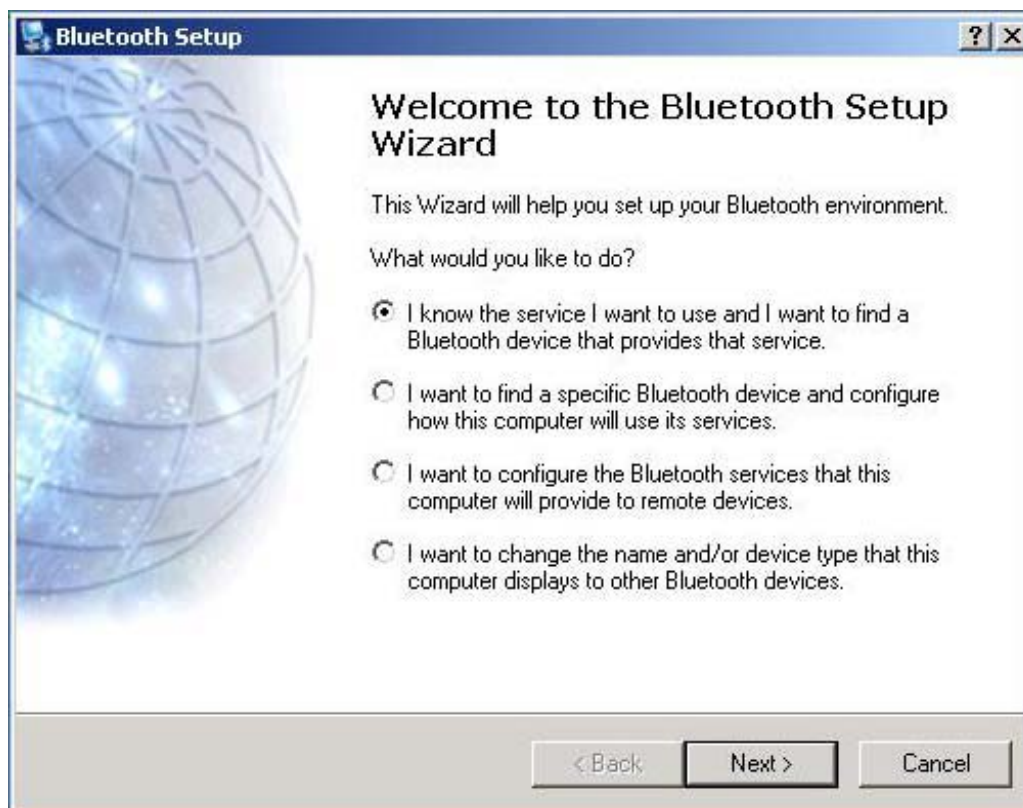 Bluetooth Setup
? X
Welcome to the Bluetooth Setup
Wizard
This Wizard will help you set up your Bluetooth environment.
What would you like to do?
I know the service I want to use and I want to find a
Bluetooth device that provides that service.
I want to find a specific Bluetooth device and configure
how this computer will use its services.
I want to configure the Bluetooth services that this
computer will provide to remote devices.
I want to change the name and/or device type that this
computer displays to other Bluetooth devices.
< Back Next > Cancel